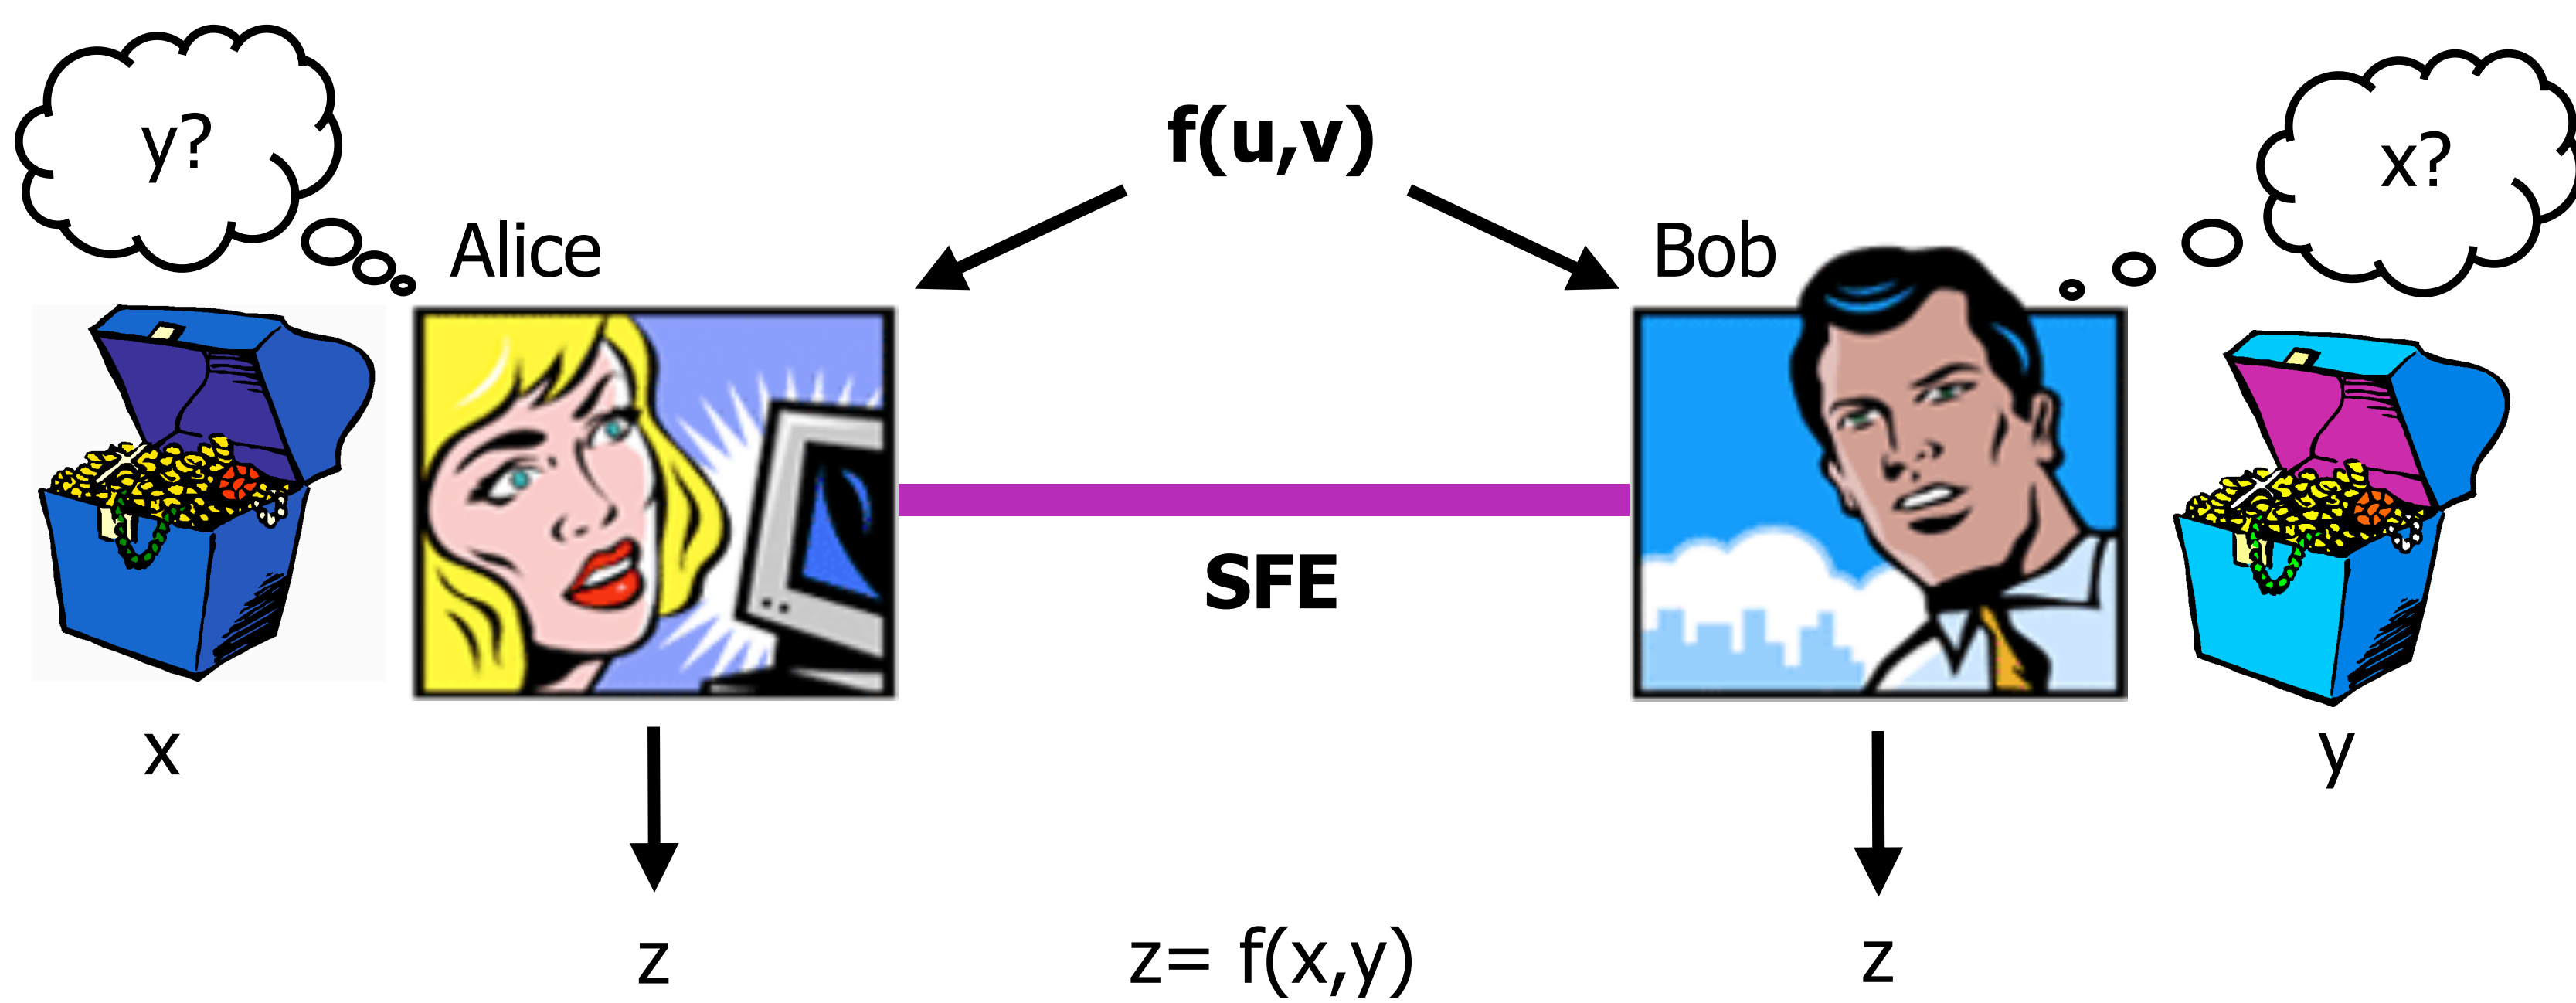 y?
f(u,v)
x?
Alice
Bob
SFE
x
y
z
z= f(x,y)
z